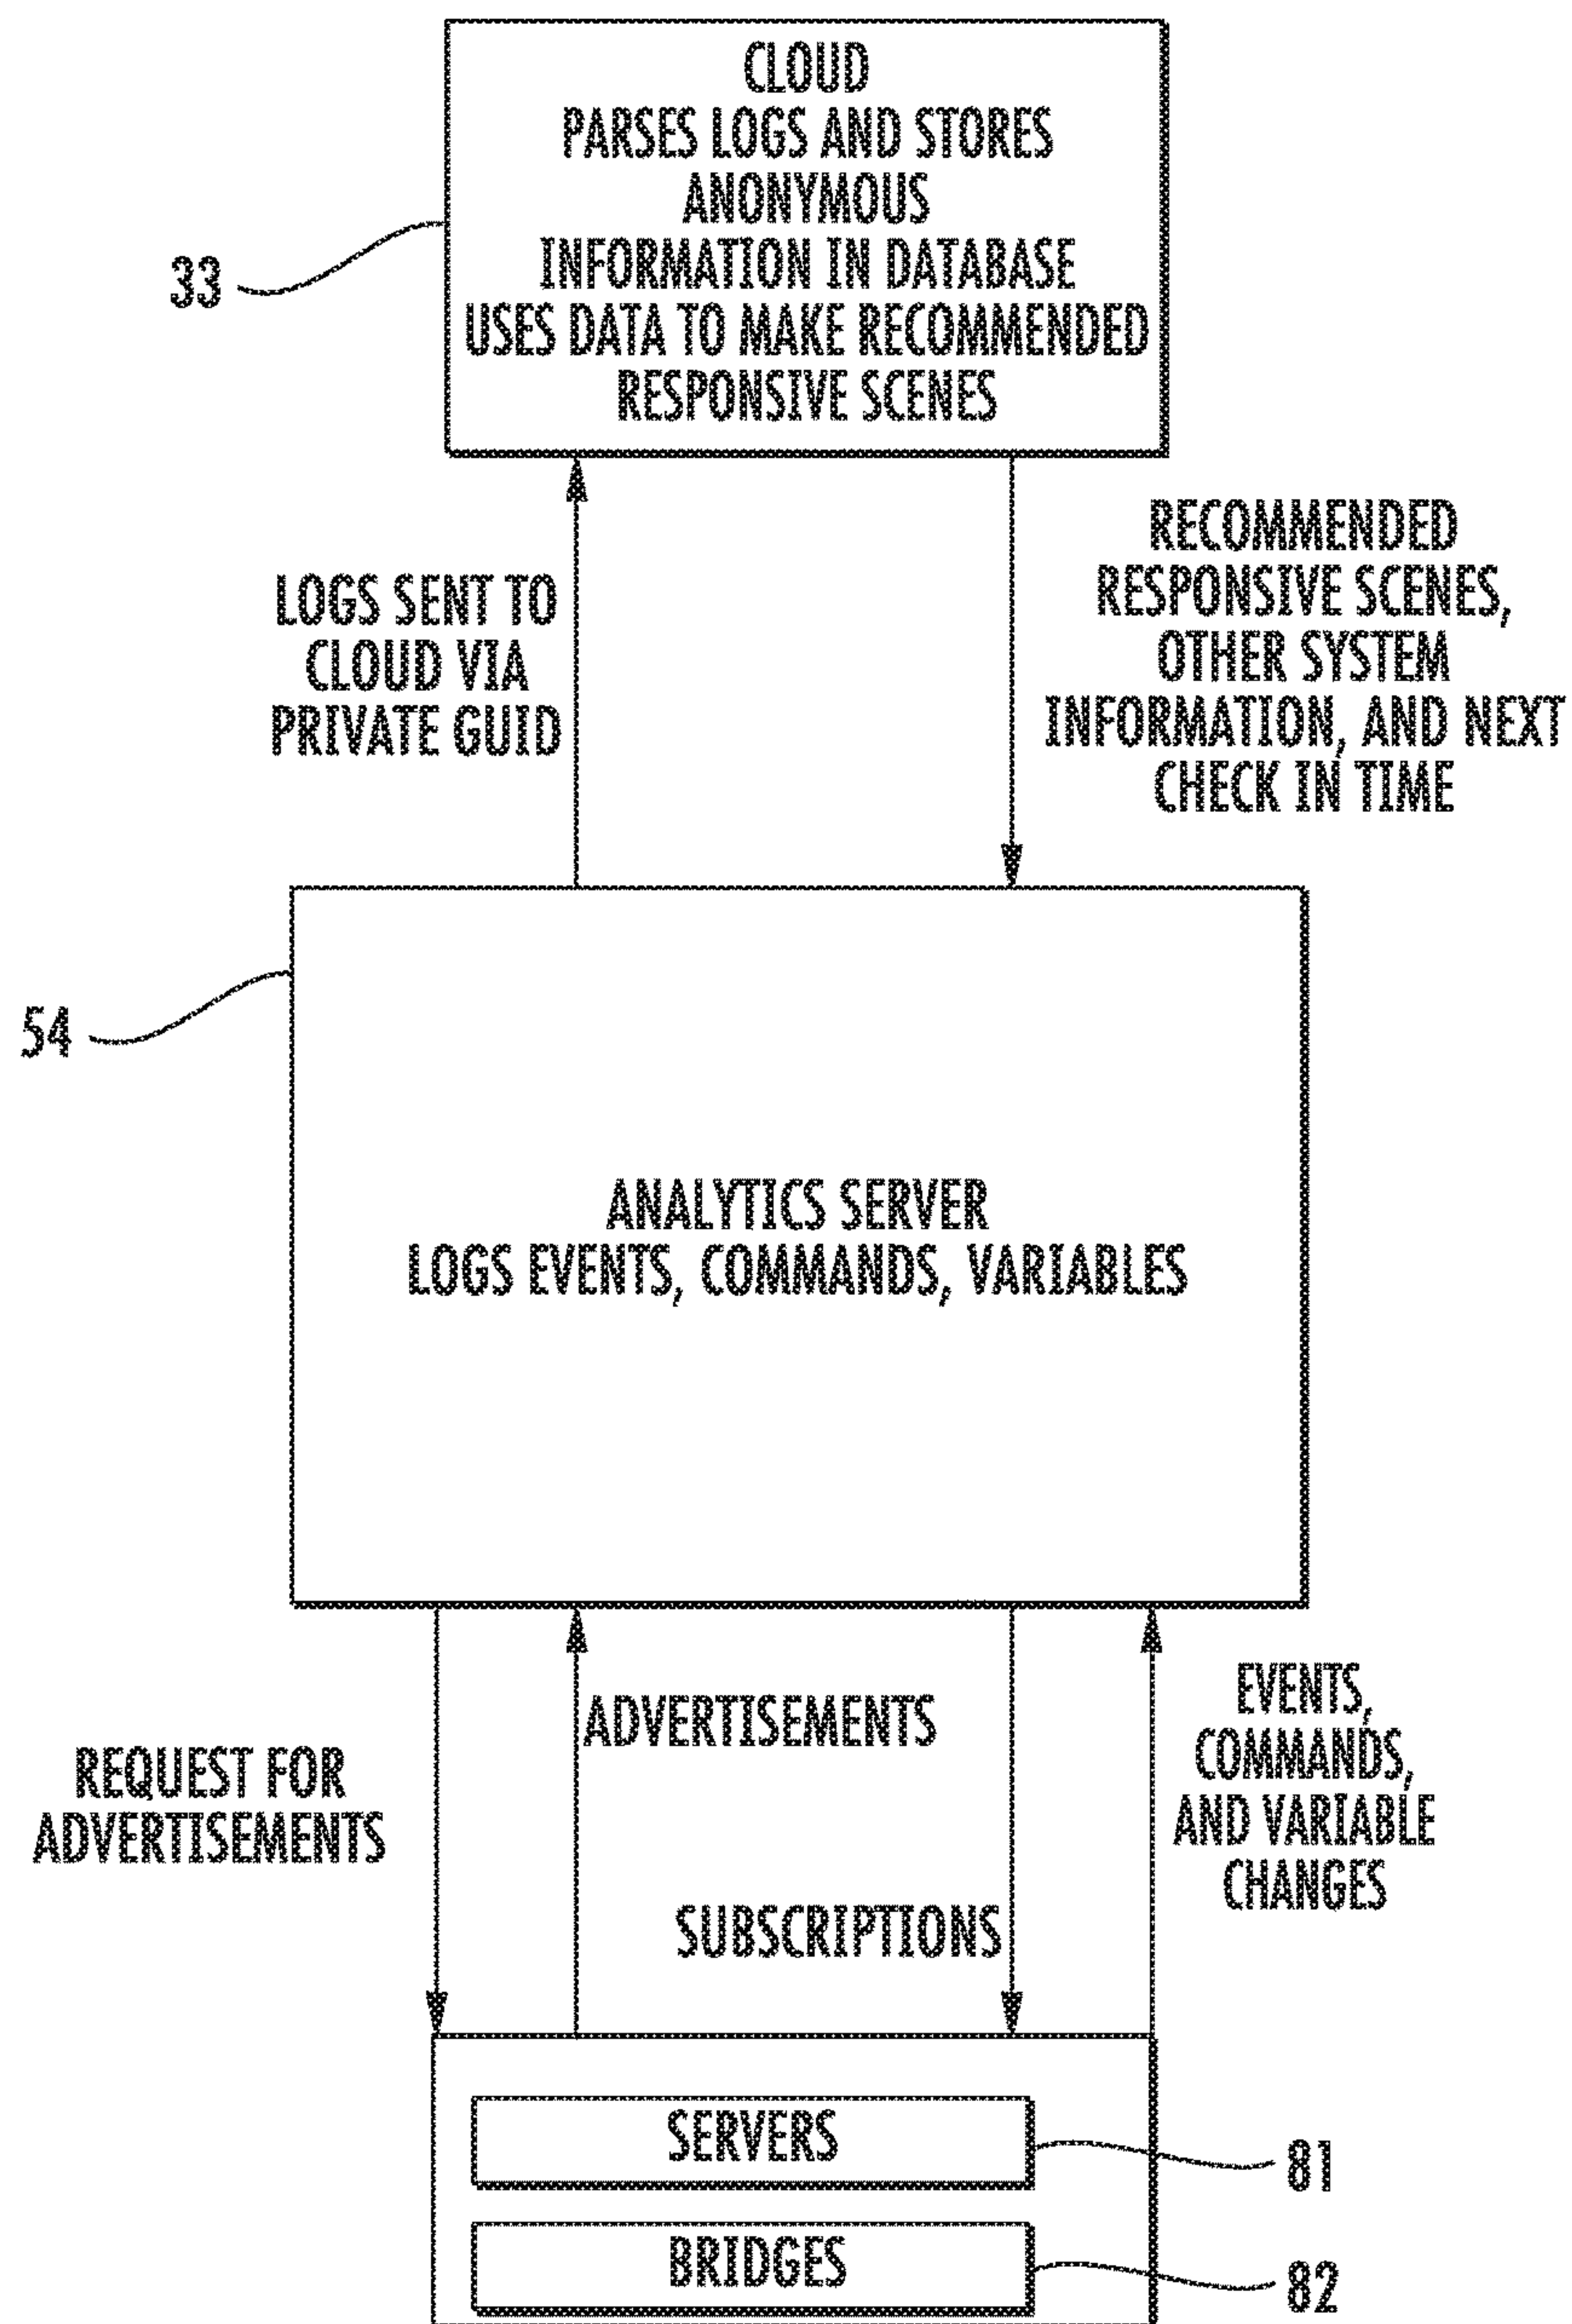 CLOUD
PARSES LOGS AND STORES
ANONYMOUS
INFORMATION IN DATABASE
USES DATA TO MAKE RECOMMENDED
RESPONSIVE SCENES
33
LOGS SENT TO
CLOUD VIA
PRIVATE GUID
RECOMMENDED
RESPONSIVE SCENES,
OTHER SYSTEM
INFORMATION, AND NEXT
CHECK IN TIME
54
ANALYTICS SERVER
LOGS EVENTS, COMMANDS, VARIABLES
REQUEST FOR
ADVERTISEMENTS
ADVERTISEMENTS
SUBSCRIPTIONS
EVENTS,
COMMANDS,
AND VARIABLE
CHANGES
SERVERS
81
BRIDGES
82